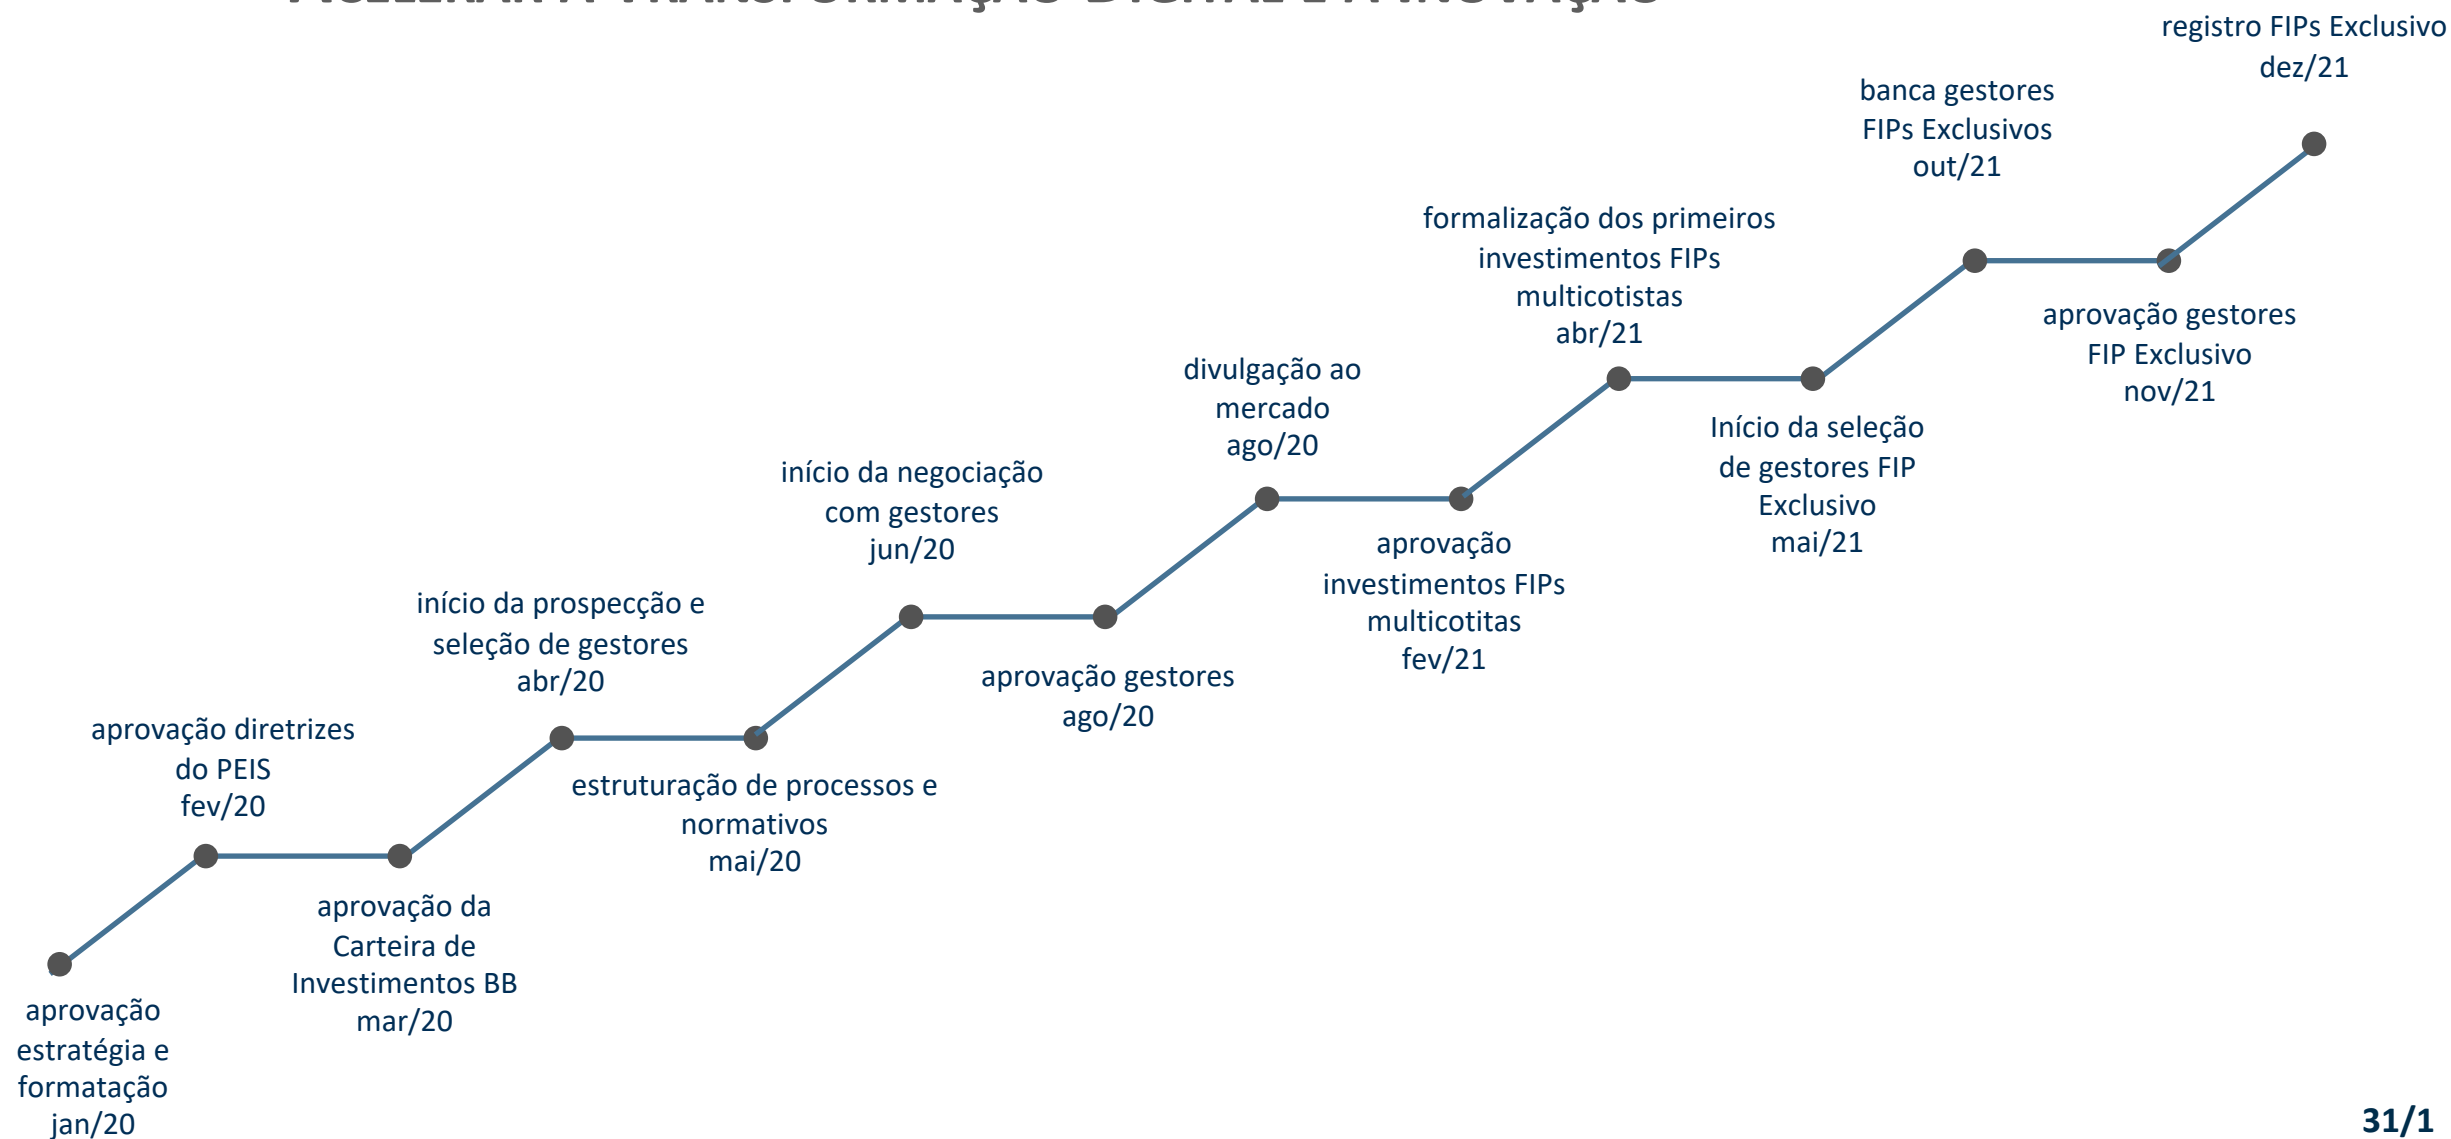 ACELERAR A TRANSFORMAÇÃO DIGITAL E A INOVAÇÃO
registro FIPs Exclusivo
dez/21
banca gestores
FIPs Exclusivos
out/21
formalização dos primeiros
investimentos FIPs
multicotistas
abr/21
aprovação gestores
FIP Exclusivo
nov/21
divulgação ao
mercado
ago/20
Início da seleção
de gestores FIP
Exclusivo
mai/21
início da negociação
com gestores
jun/20
aprovação
investimentos FIPs
multicotitas
fev/21
início da prospecção e
seleção de gestores
abr/20
aprovação gestores
ago/20
aprovação diretrizes
do PEIS
fev/20
estruturação de processos e
normativos
mai/20
aprovação da
Carteira de
Investimentos BB
mar/20
aprovação
estratégia e
formatação
jan/20
31/1